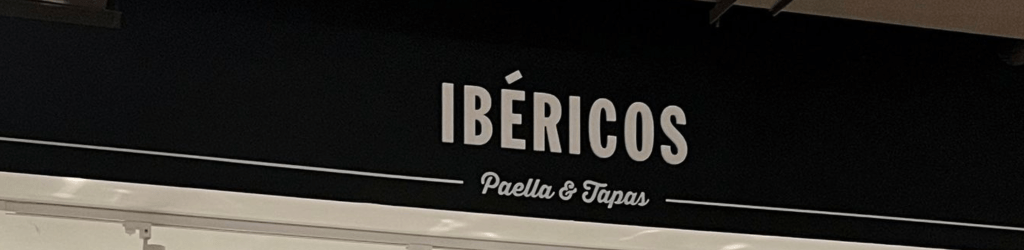 IBÉRICOS
Paella & Tapas